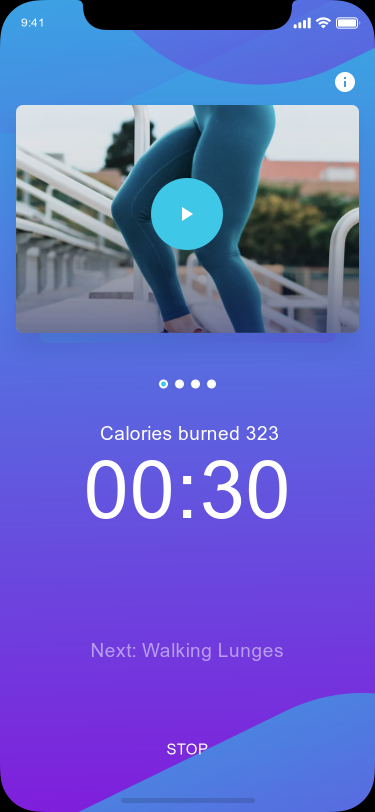 9:41
Calories burned 323
00:30
Next: Walking Lunges
STOP